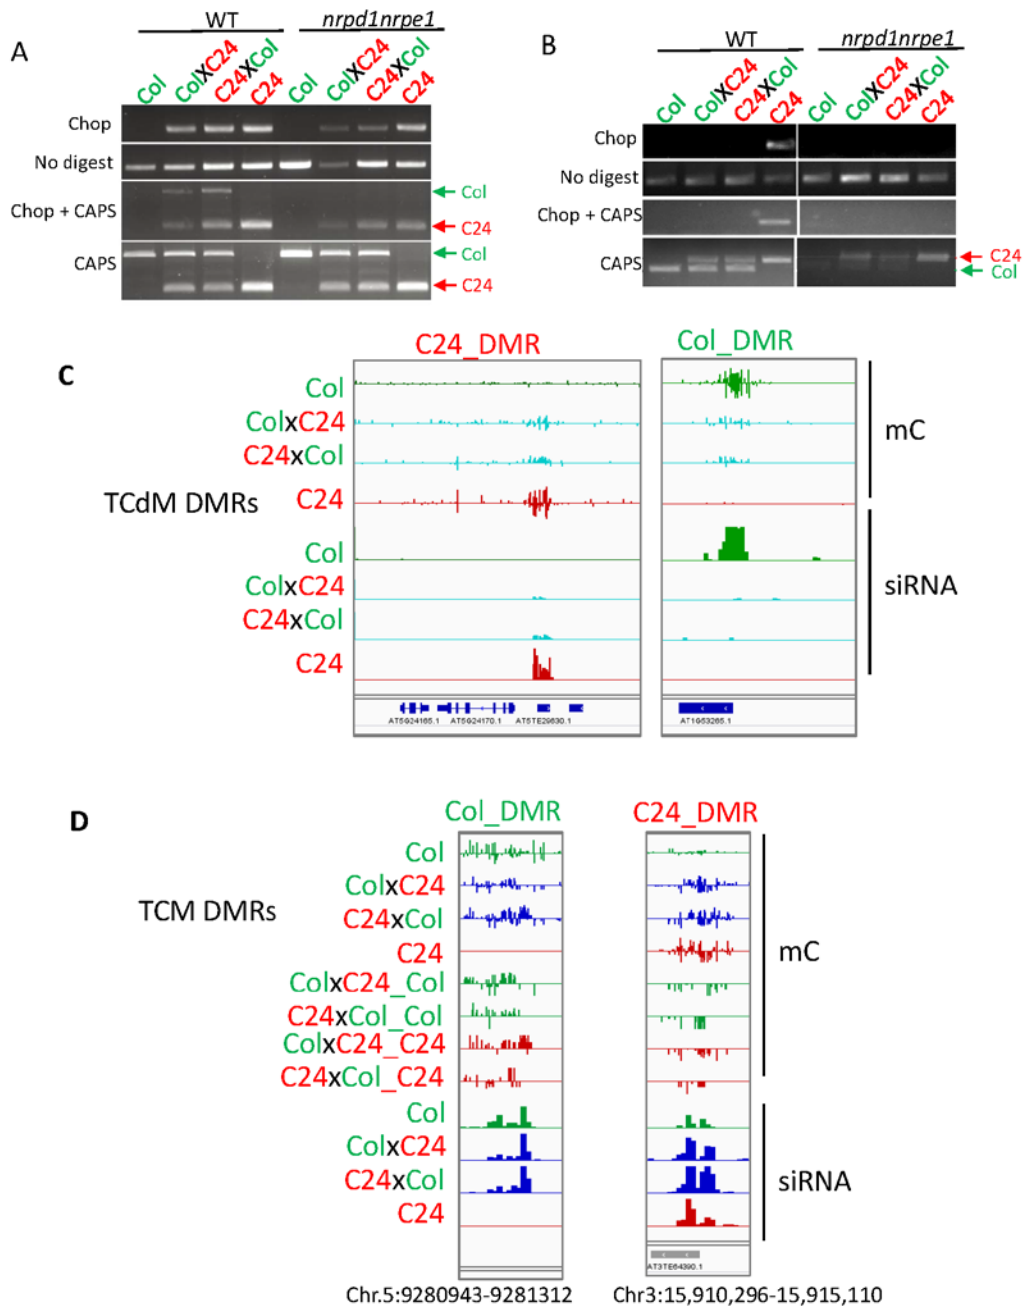 A
WT
nrpd1nrpe1
Col
ColXC24
C24XCol
C24
Col
ColXC24
C24XCol
C24
Chop
No digest
Chop + CAPS
CAPS
Col
C24
Col
C24
B
WT
nrpd1nrpe1
Col
ColXC24
C24XCol
C24
Col
ColXC24
C24XCol
C24
Chop
No digest
Chop + CAPS
CAPS
C24
Col
C
C24_DMR
Col_DMR
TCdM DMRs
Col
ColxC24
C24xCol
C24
mC
Col
ColxC24
C24xCol
C24
siRNA
AT5G24165.1
AT5G24170.1
AT5TE29630.1
AT1G53265.1
D
Col_DMR
C24_DMR
TCM DMRs
Col
ColxC24
C24xCol
C24
ColxC24_Col
C24xCol_Col
ColxC24_C24
C24xCol_C24
mC
Col
ColxC24
C24xCol
C24
siRNA
AT3TE64390.1
Chr.5:9280943-9281312
Chr3:15,910,296-15,915,110